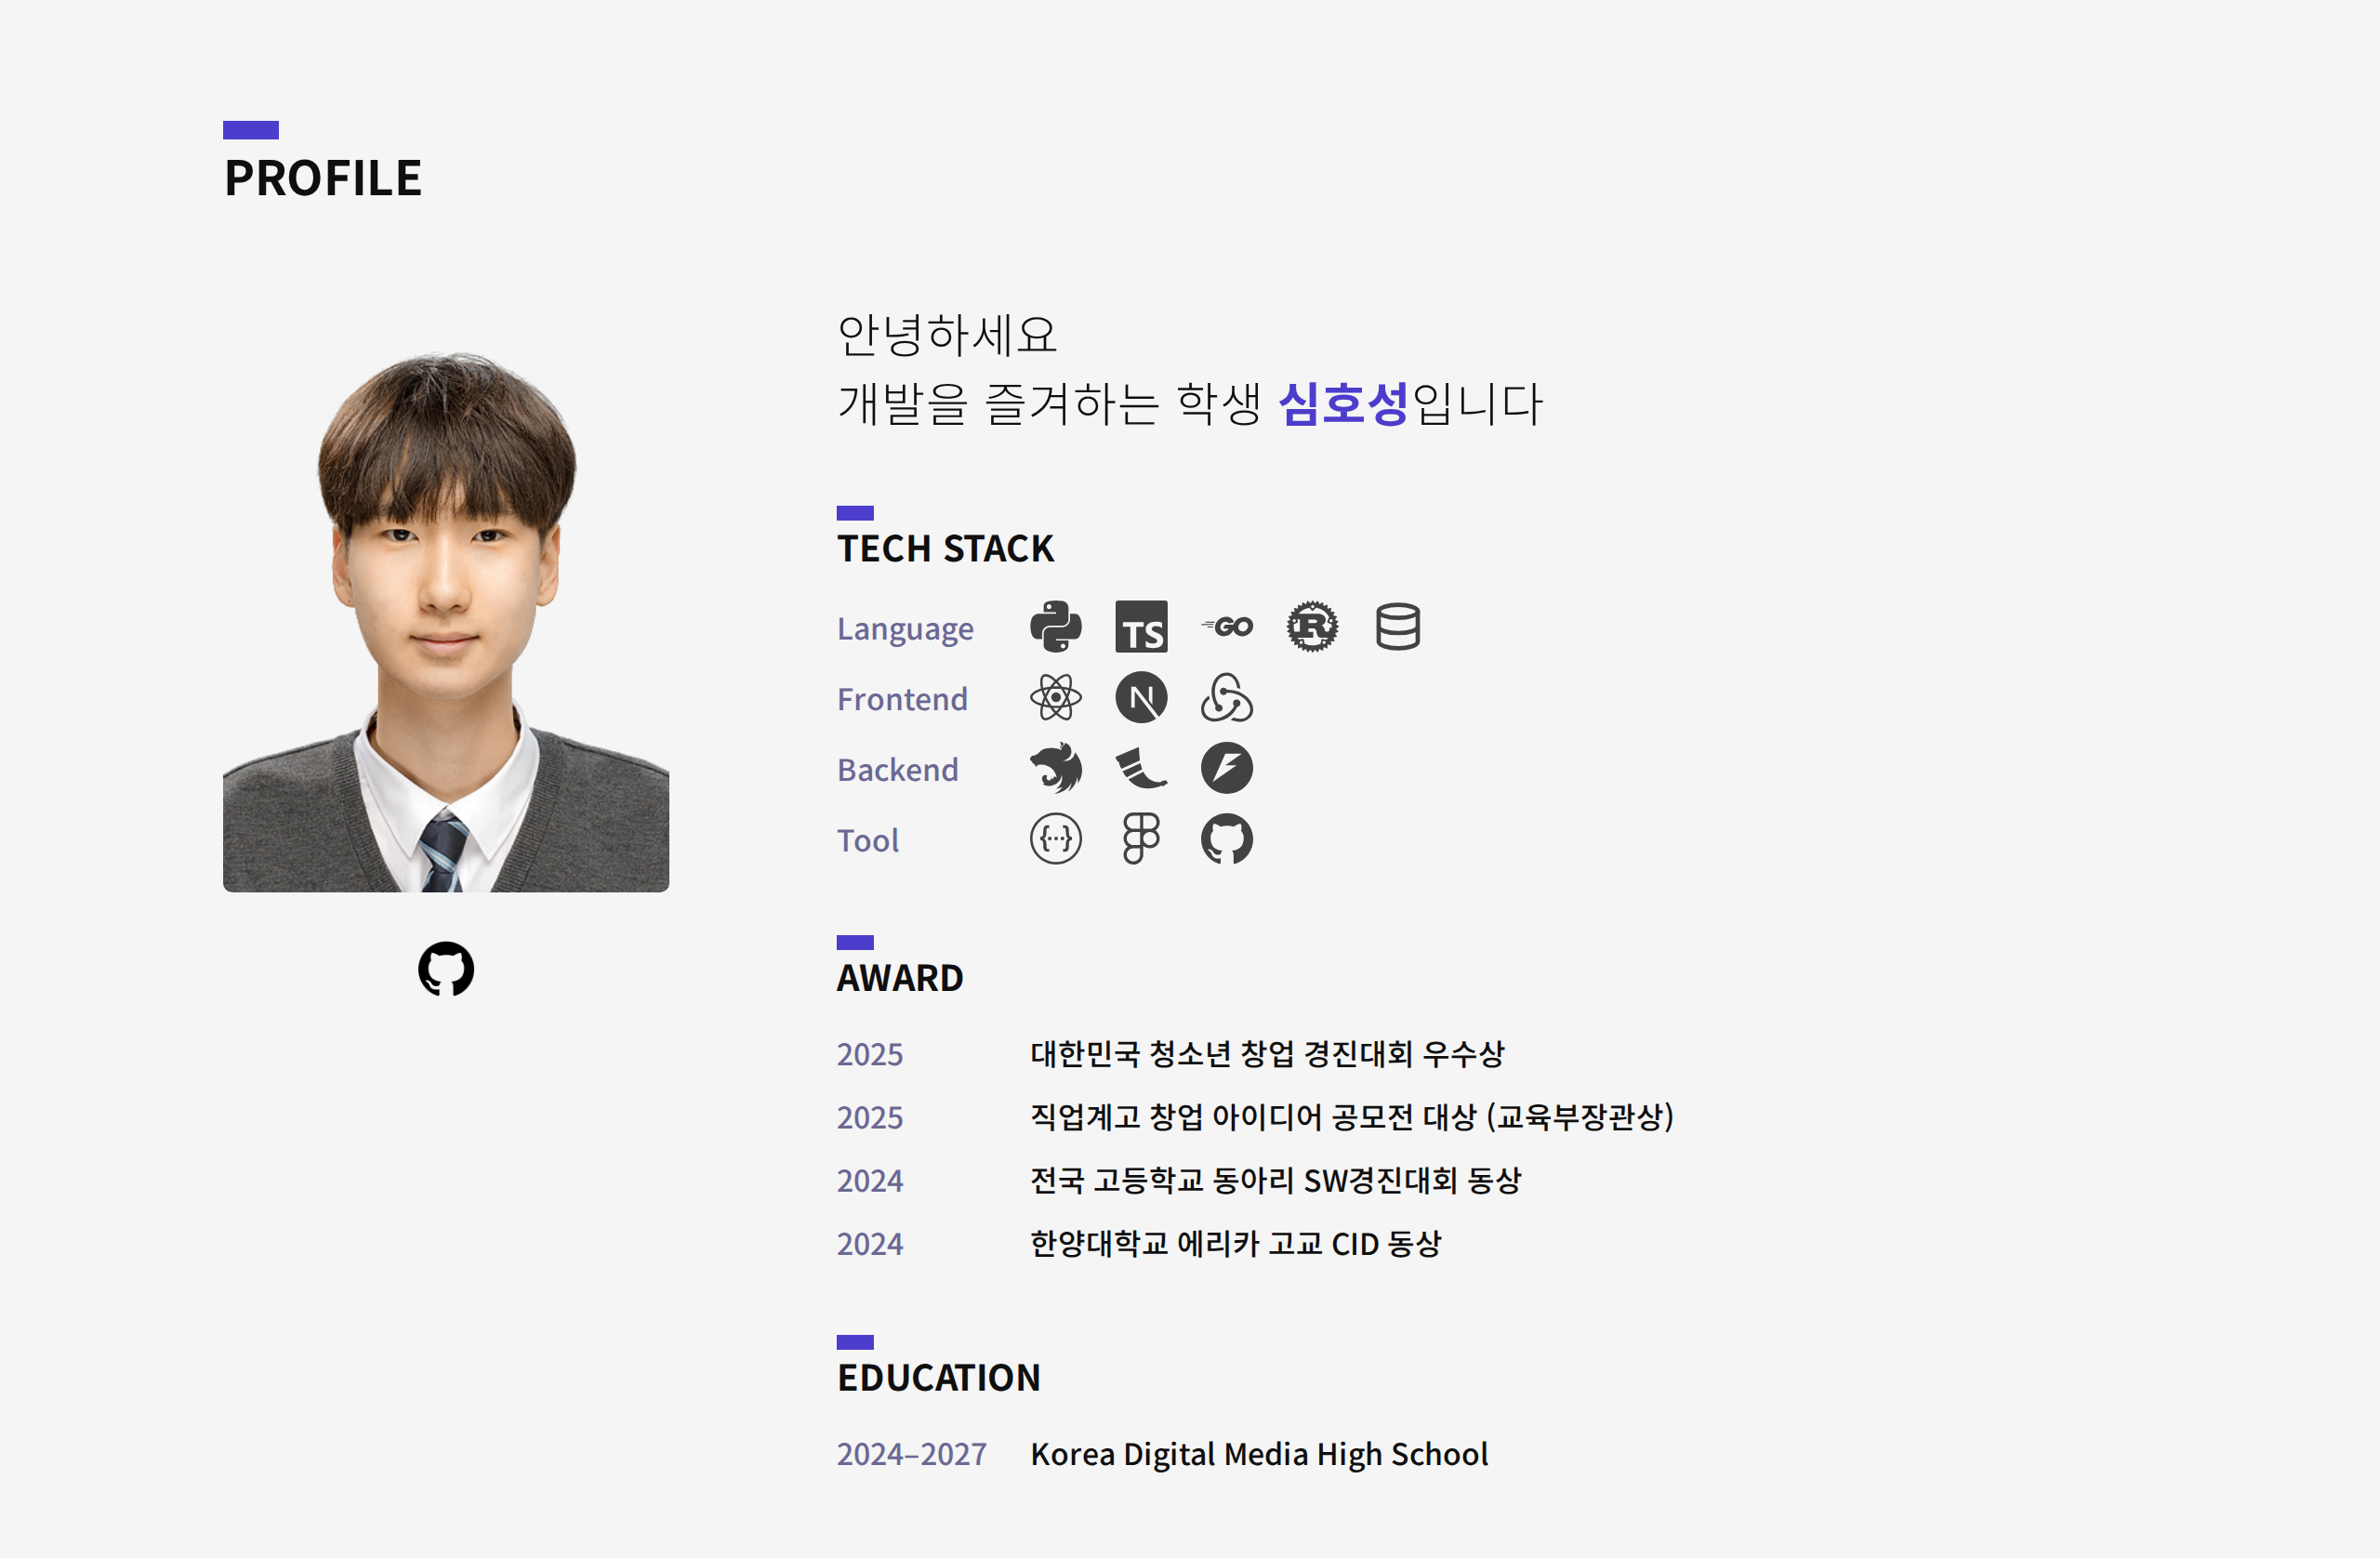 PROFILE
안녕하세요
개발을 즐겨하는 학생 심호성입니다
TECH STACK
Language
TS
GO
R
Frontend
N
Backend
Tool
{...}
AWARD
2025 대한민국 청소년 창업 경진대회 우수상
2025 직업계고 창업 아이디어 공모전 대상 (교육부장관상)
2024 전국 고등학교 동아리 SW경진대회 동상
2024 한양대학교 에리카 고교 CID 동상
EDUCATION
2024–2027 Korea Digital Media High School